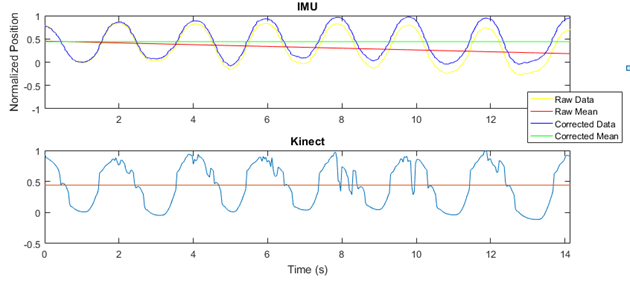 IMU
Normalized Position
1
0.5
0
-0.5
-1
0 2 4 6 8 10 12 14
Raw Data
Raw Mean
Corrected Data
Corrected Mean
Kinect
1
0.5
0
-0.5
0 2 4 6 8 10 12 14
Time (s)